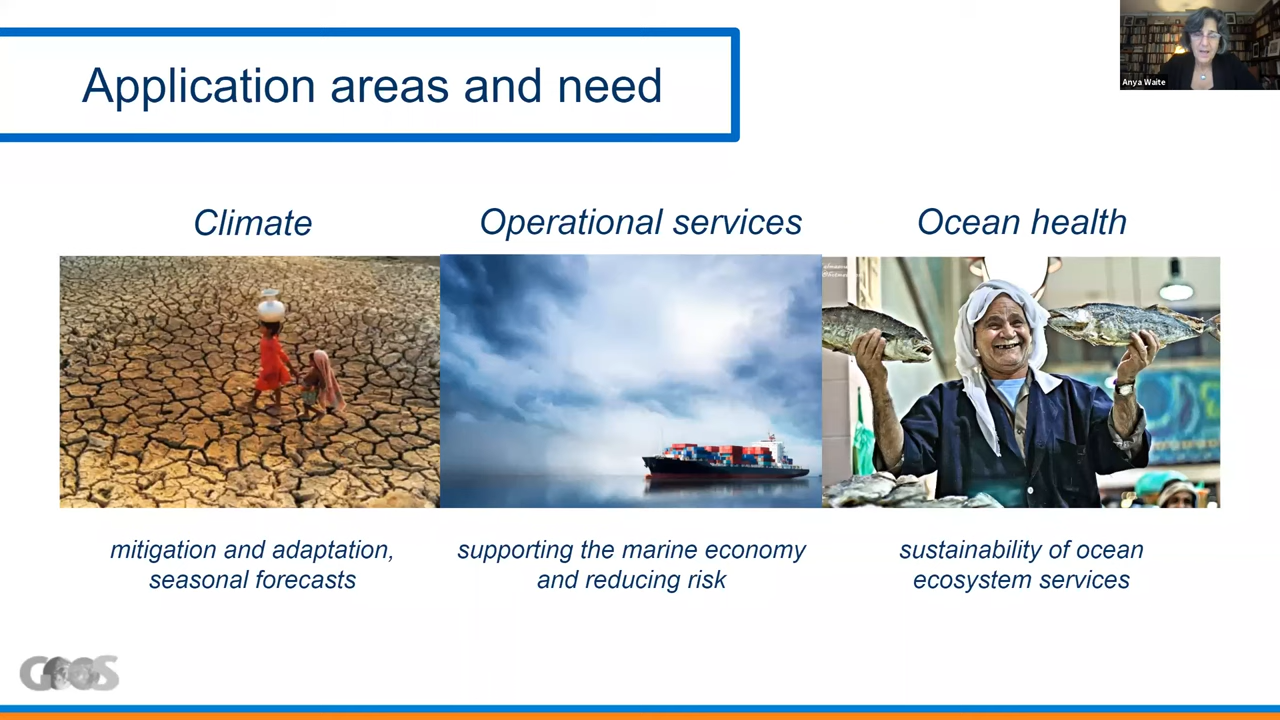 Application areas and need
Anya Waite
Climate
Operational services
Ocean health
mitigation and adaptation,
seasonal forecasts
supporting the marine economy
and reducing risk
sustainability of ocean
ecosystem services
GOOS